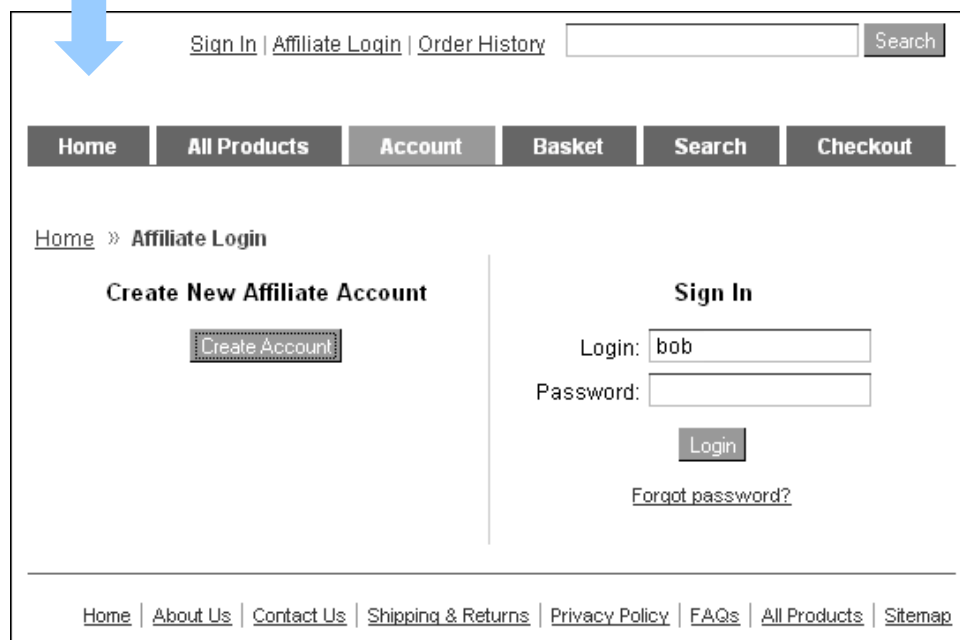 Sign In | Affiliate Login | Order History Search
Home All Products Account Basket Search Checkout
Home » Affiliate Login
Create New Affiliate Account Sign In
Create Account
Login: bob
Password:
Login
Forgot password?
Home | About Us | Contact Us | Shipping & Returns | Privacy Policy | FAQs | All Products | Sitemap